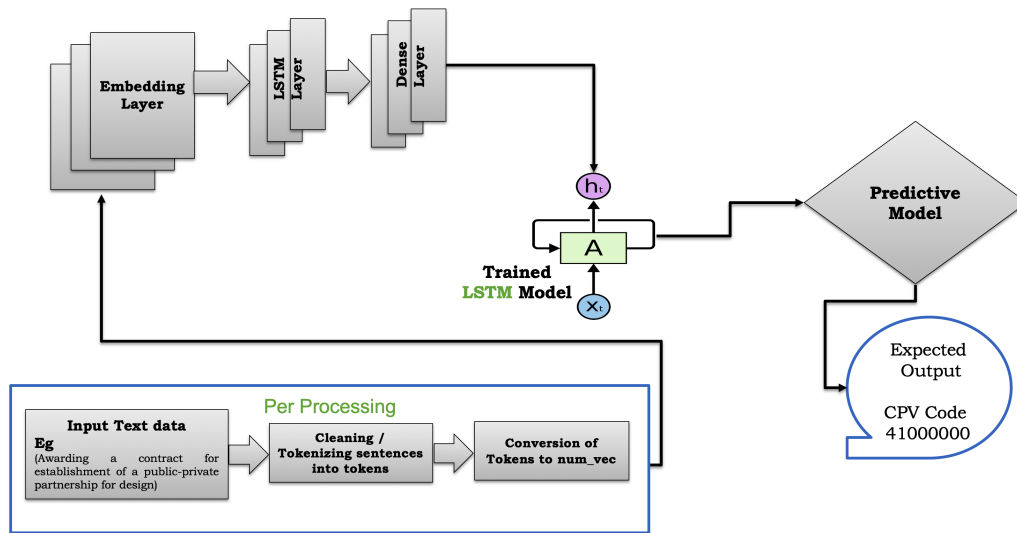 Embedding
Layer
LSTM
Layer
Dense
Layer
hₜ
A
Xₜ
Trained
LSTM Model
Predictive
Model
Expected
Output
CPV Code
41000000
Per Processing
Input Text data
Eg
(Awarding a contract for
establishment of a public-private
partnership for design)
Cleaning /
Tokenizing sentences
into tokens
Conversion of
Tokens to num_vec